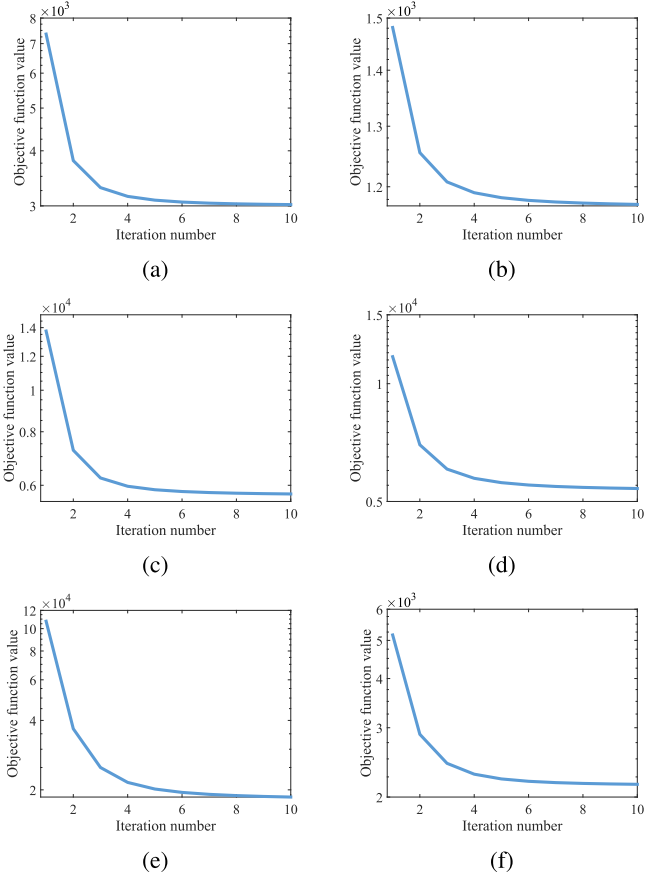 ×10³
8
7
6
5
4
3
2 4 6 8 10
Objective function value
Iteration number
(a)
×10³
1.5
1.4
1.3
1.2
2 4 6 8 10
Objective function value
Iteration number
(b)
×10⁴
1.4
1.2
1
0.8
0.6
2 4 6 8 10
Objective function value
Iteration number
(c)
×10⁴
1.5
1
0.5
2 4 6 8 10
Objective function value
Iteration number
(d)
×10⁴
12
10
8
6
4
2
2 4 6 8 10
Objective function value
Iteration number
(e)
×10³
6
5
4
3
2
2 4 6 8 10
Objective function value
Iteration number
(f)